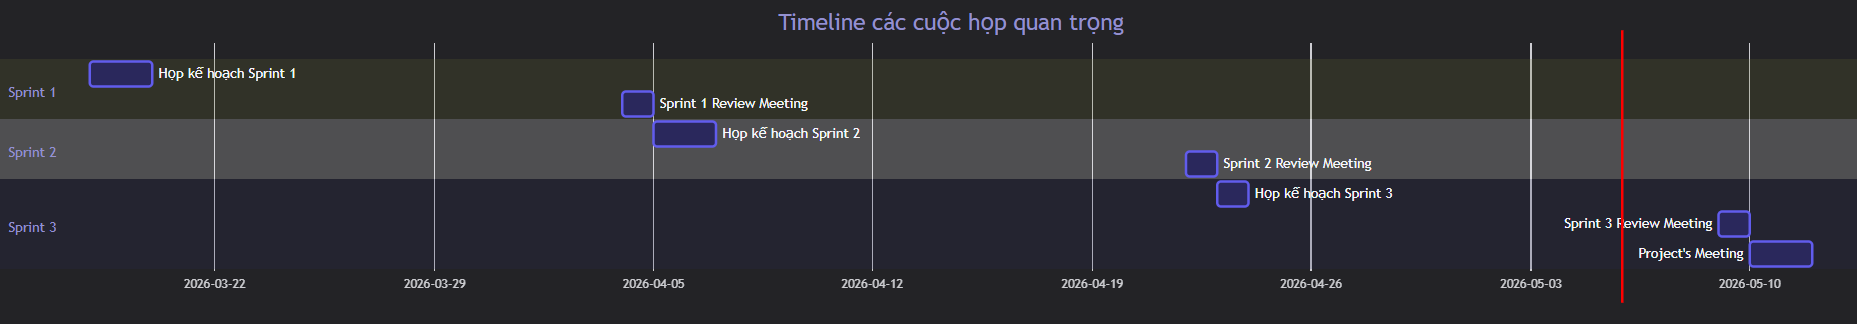 Timeline các cuộc họp quan trọng
Sprint 1
Họp kế hoạch Sprint 1
Sprint 1 Review Meeting
Sprint 2
Họp kế hoạch Sprint 2
Sprint 2 Review Meeting
Sprint 3
Họp kế hoạch Sprint 3
Sprint 3 Review Meeting
Project's Meeting
2026-03-22 2026-03-29 2026-04-05 2026-04-12 2026-04-19 2026-04-26 2026-05-03 2026-05-10